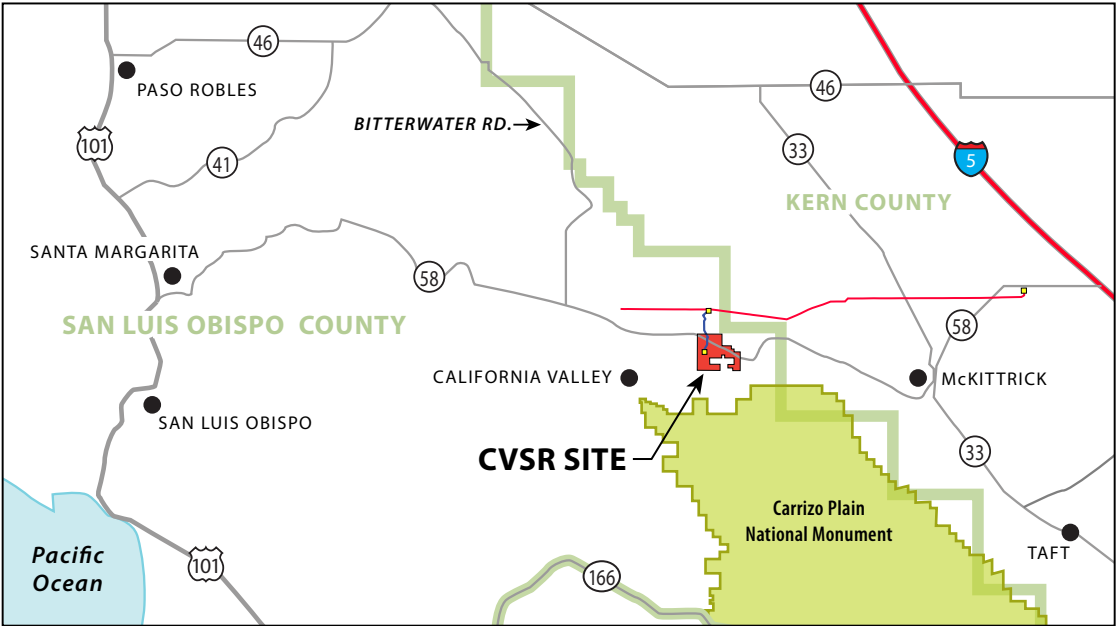 46
PASO ROBLES
101
BITTERWATER RD.
46
33
5
41
KERN COUNTY
SANTA MARGARITA
58
SAN LUIS OBISPO COUNTY
58
CALIFORNIA VALLEY
McKITTRICK
SAN LUIS OBISPO
CVSR SITE
33
Carrizo Plain
National Monument
Pacific
Ocean
101
166
TAFT